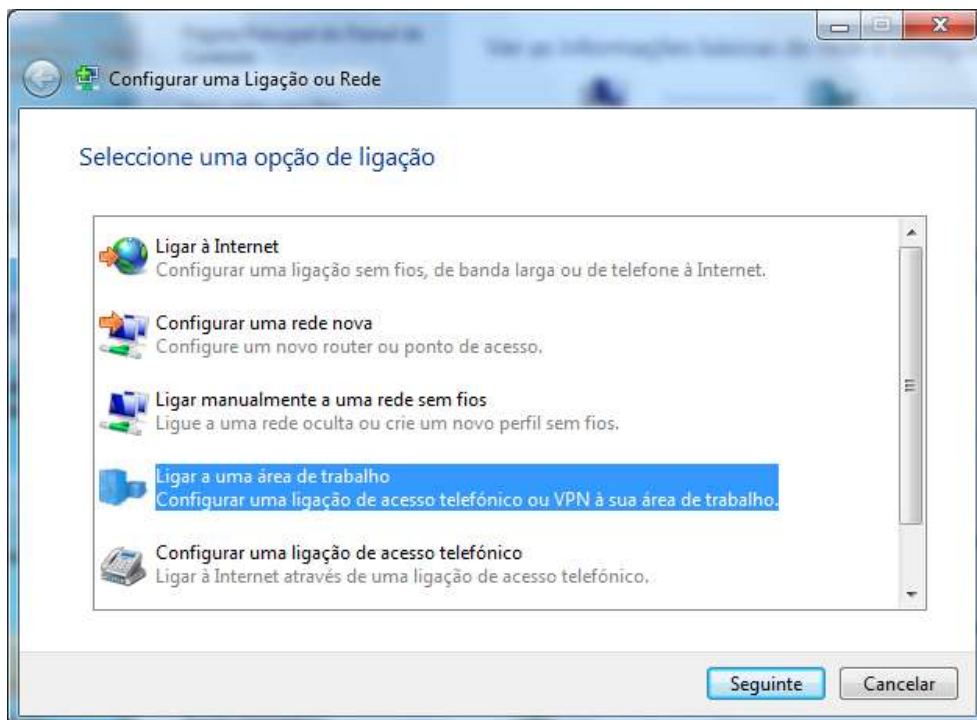 Configurar uma Ligação ou Rede
Seleccione uma opção de ligação
Ligar à Internet
Configurar uma ligação sem fios, de banda larga ou de telefone à Internet.
Configurar uma rede nova
Configure um novo router ou ponto de acesso.
Ligar manualmente a uma rede sem fios
Ligue a uma rede oculta ou crie um novo perfil sem fios.
Ligar a uma área de trabalho
Configurar uma ligação de acesso telefónico ou VPN à sua área de trabalho.
Configurar uma ligação de acesso telefónico
Ligar à Internet através de uma ligação de acesso telefónico.
Seguinte
Cancelar